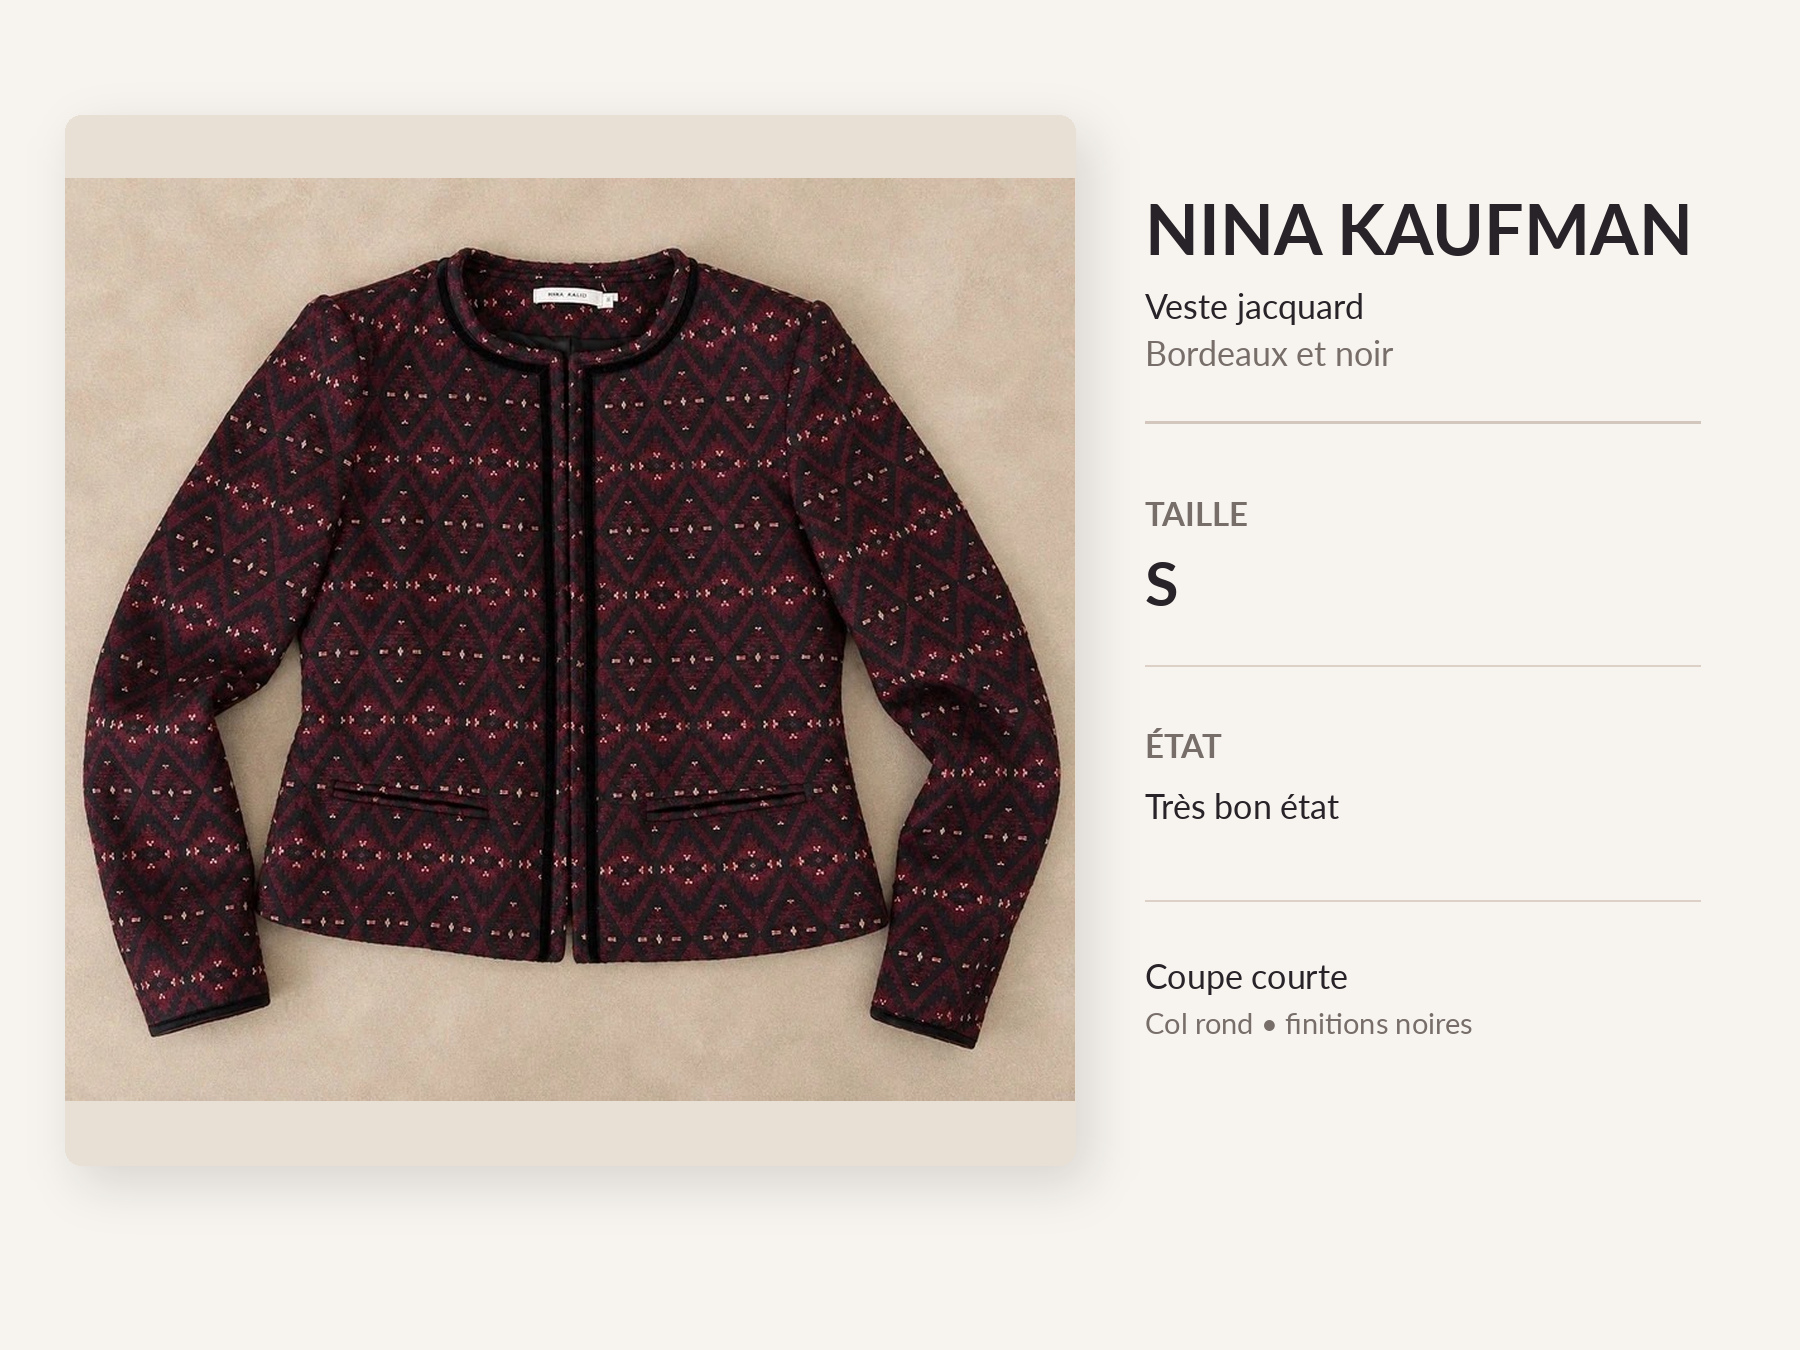 NINA KAUFMAN
Veste jacquard
Bordeaux et noir
TAILLE
S
ÉTAT
Très bon état
Coupe courte
Col rond • finitions noires